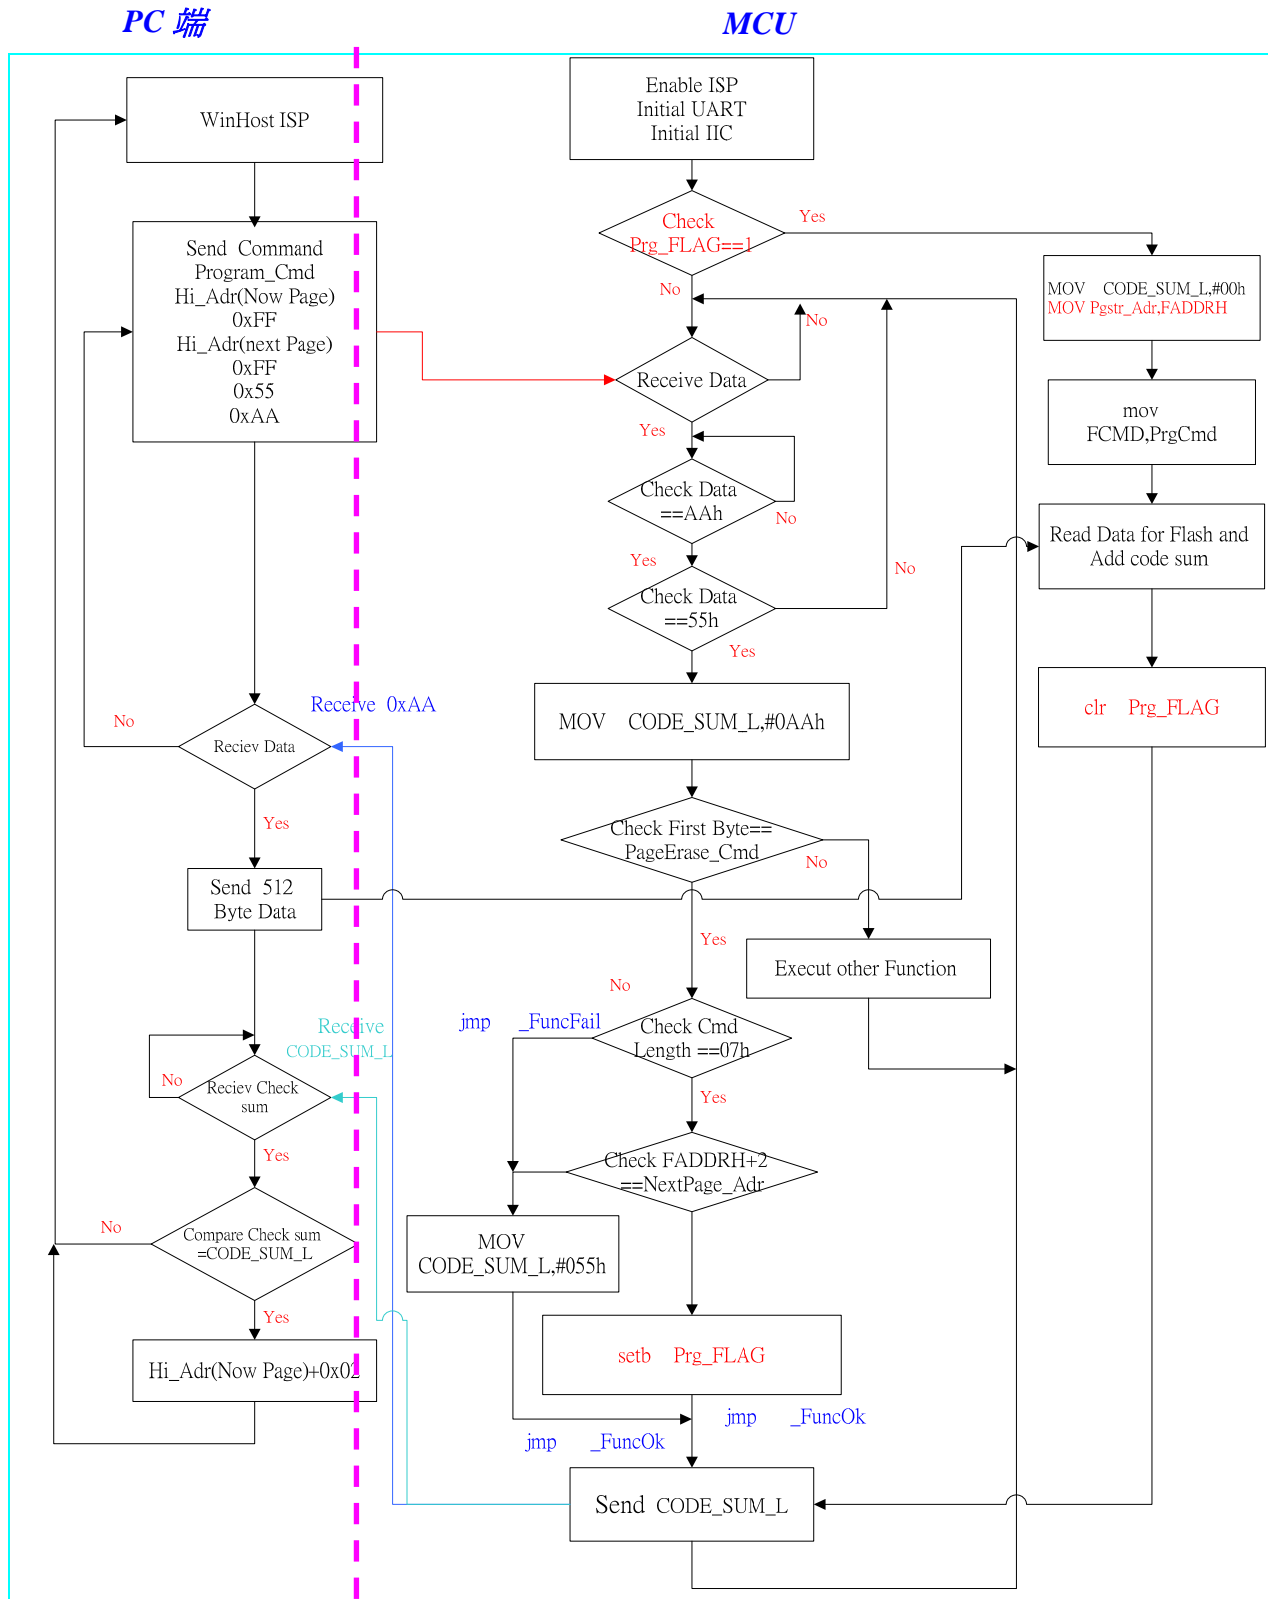 PC 端
MCU
WinHost ISP
Send Command
Program_Cmd
Hi_Adr(Now Page)
0xFF
Hi_Adr(next Page)
0xFF
0x55
0xAA
No
Reciev Data
Receive 0xAA
Yes
Send 512
Byte Data
Receive
CODE_SUM_L
No
Reciev Check
sum
Yes
No
Compare Check sum
=CODE_SUM_L
Yes
Hi_Adr(Now Page)+0x02
Enable ISP
Initial UART
Initial IIC
Check
Prg_FLAG==1
Yes
No
No
Receive Data
Yes
Check Data
==AAh
No
Yes
No
Check Data
==55h
Yes
MOV CODE_SUM_L,#0AAh
Check First Byte==
PageErase_Cmd
No
Yes
Execut other Function
No
jmp _FuncFail
Check Cmd
Length ==07h
Yes
Check FADDRH+2
==NextPage_Adr
MOV
CODE_SUM_L,#055h
setb Prg_FLAG
jmp _FuncOk
jmp _FuncOk
Send CODE_SUM_L
MOV CODE_SUM_L,#00h
MOV Pgstr_Adr,FADDRH
mov
FCMD,PrgCmd
Read Data for Flash and
Add code sum
clr Prg_FLAG